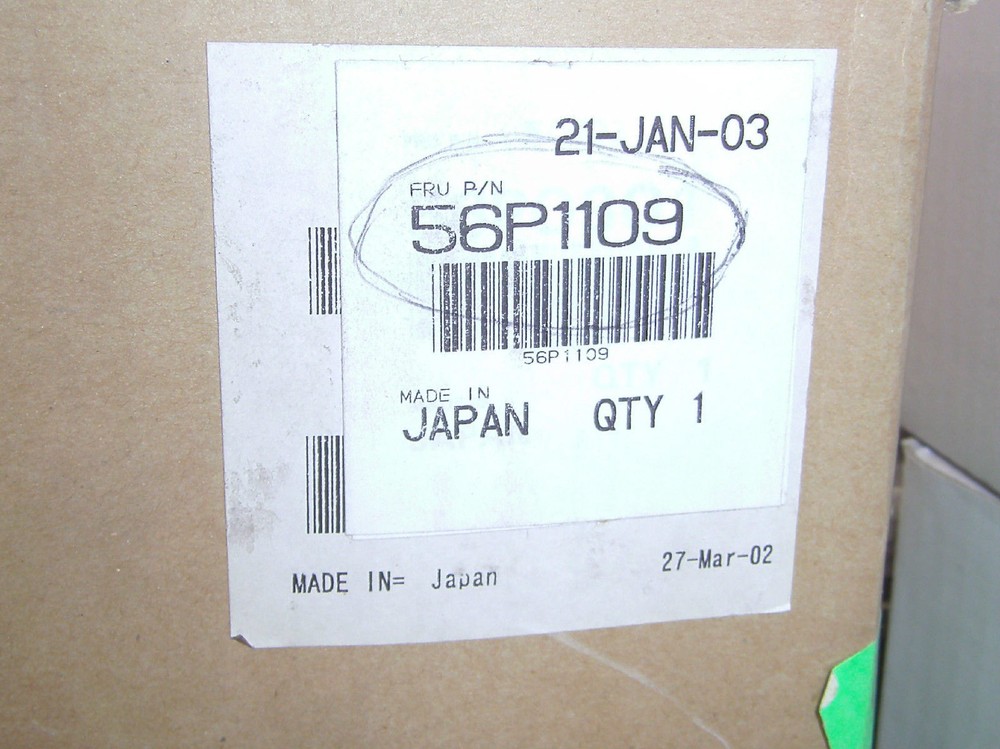 21-JAN-03
FRU P/N
56P1109
56P1109
MADE IN
JAPAN QTY 1
MADE IN= Japan 27-Mar-02